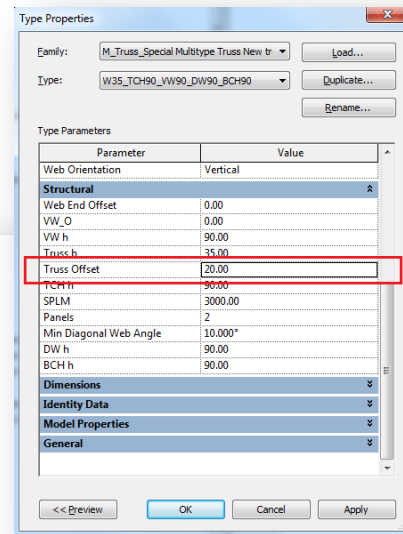 Type Properties
Family: M_Truss_Special Multitype Truss New tr Load...
Type: W35_TCH90_VW90_DW90_BCH90 Duplicate...
Rename...
Type Parameters
Parameter Value
Web Orientation Vertical
Structural
Web End Offset 0.00
VW_O 0.00
VW h 90.00
Truss b 35.00
Truss Offset 20.00
TCH h 90.00
SPLM 3000.00
Panels 2
Min Diagonal Web Angle 10.000°
DW h 90.00
BCH h 90.00
Dimensions
Identity Data
Model Properties
General
<< Preview OK Cancel Apply